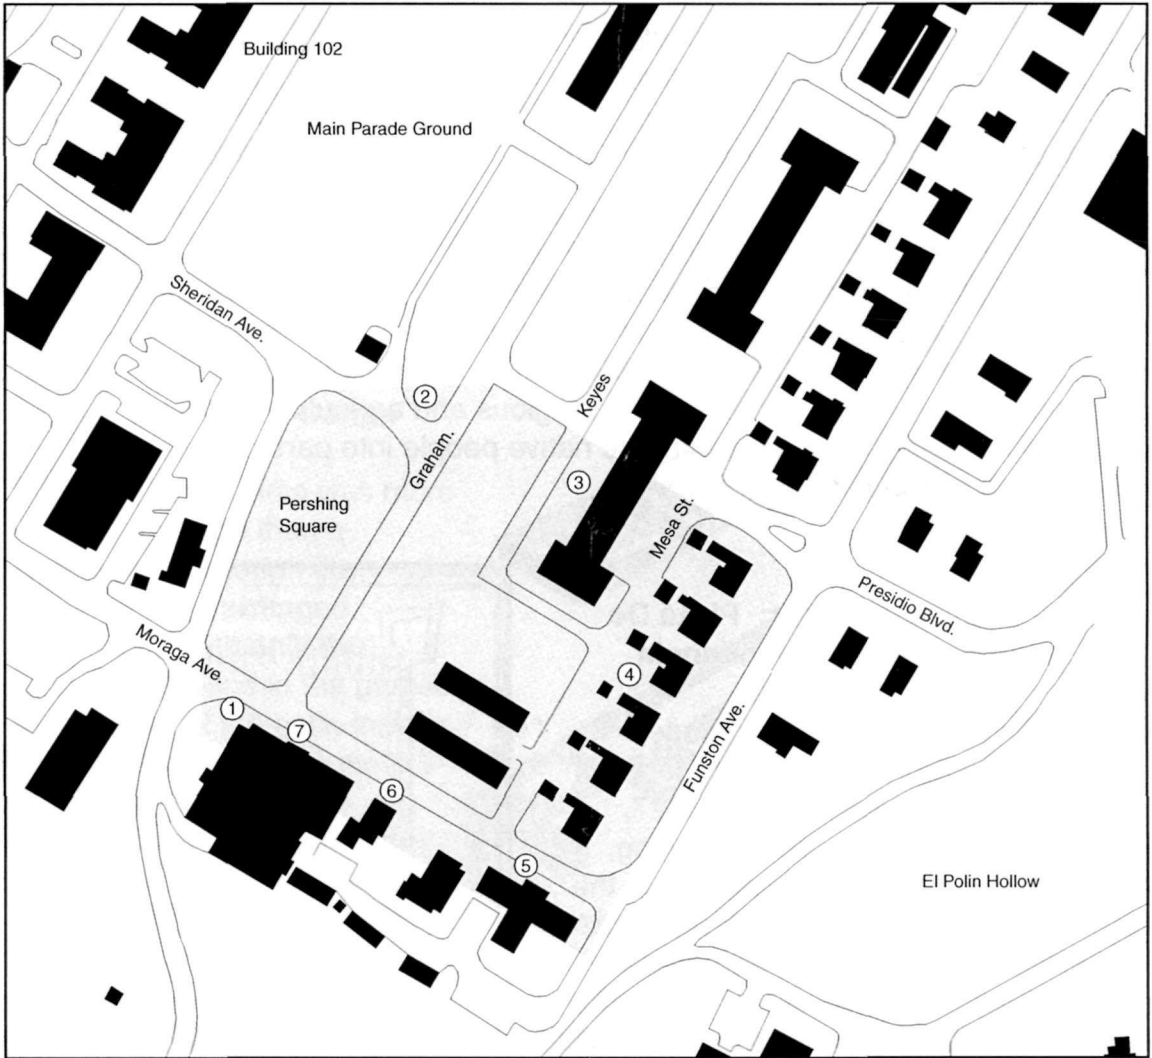 Building 102
Main Parade Ground
Sheridan Ave.
Keyes
②
Graham.
③
Pershing
Square
Mesa St.
Presidio Blvd.
Moraga Ave.
④
①
⑦
Funston Ave.
⑥
⑤
El Polin Hollow